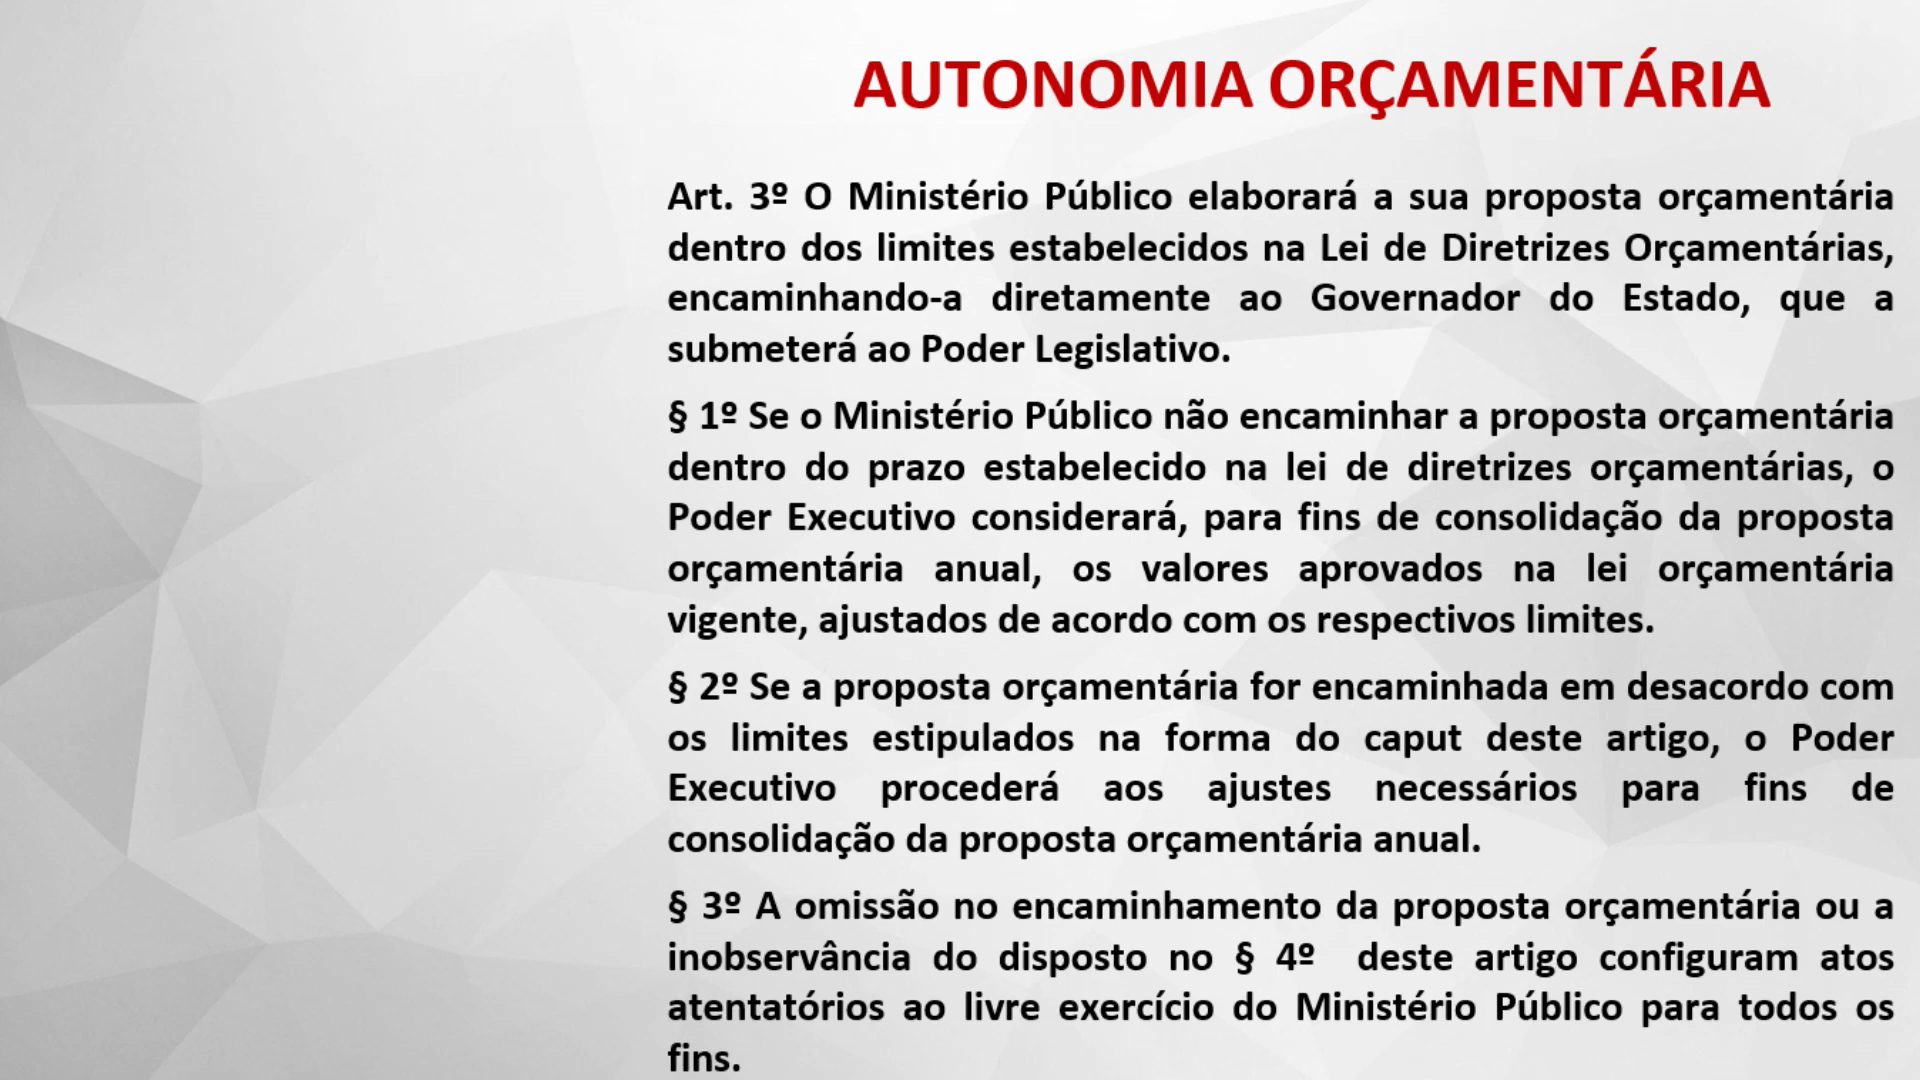 AUTONOMIA ORÇAMENTÁRIA
Art. 3º O Ministério Público elaborará a sua proposta orçamentária
dentro dos limites estabelecidos na Lei de Diretrizes Orçamentárias,
encaminhando-a diretamente ao Governador do Estado, que a
submeterá ao Poder Legislativo.
§ 1º Se o Ministério Público não encaminhar a proposta orçamentária
dentro do prazo estabelecido na lei de diretrizes orçamentárias, o
Poder Executivo considerará, para fins de consolidação da proposta
orçamentária anual, os valores aprovados na lei orçamentária
vigente, ajustados de acordo com os respectivos limites.
§ 2º Se a proposta orçamentária for encaminhada em desacordo com
os limites estipulados na forma do caput deste artigo, o Poder
Executivo procederá aos ajustes necessários para fins de
consolidação da proposta orçamentária anual.
§ 3º A omissão no encaminhamento da proposta orçamentária ou a
inobservância do disposto no § 4º deste artigo configuram atos
atentatórios ao livre exercício do Ministério Público para todos os
fins.